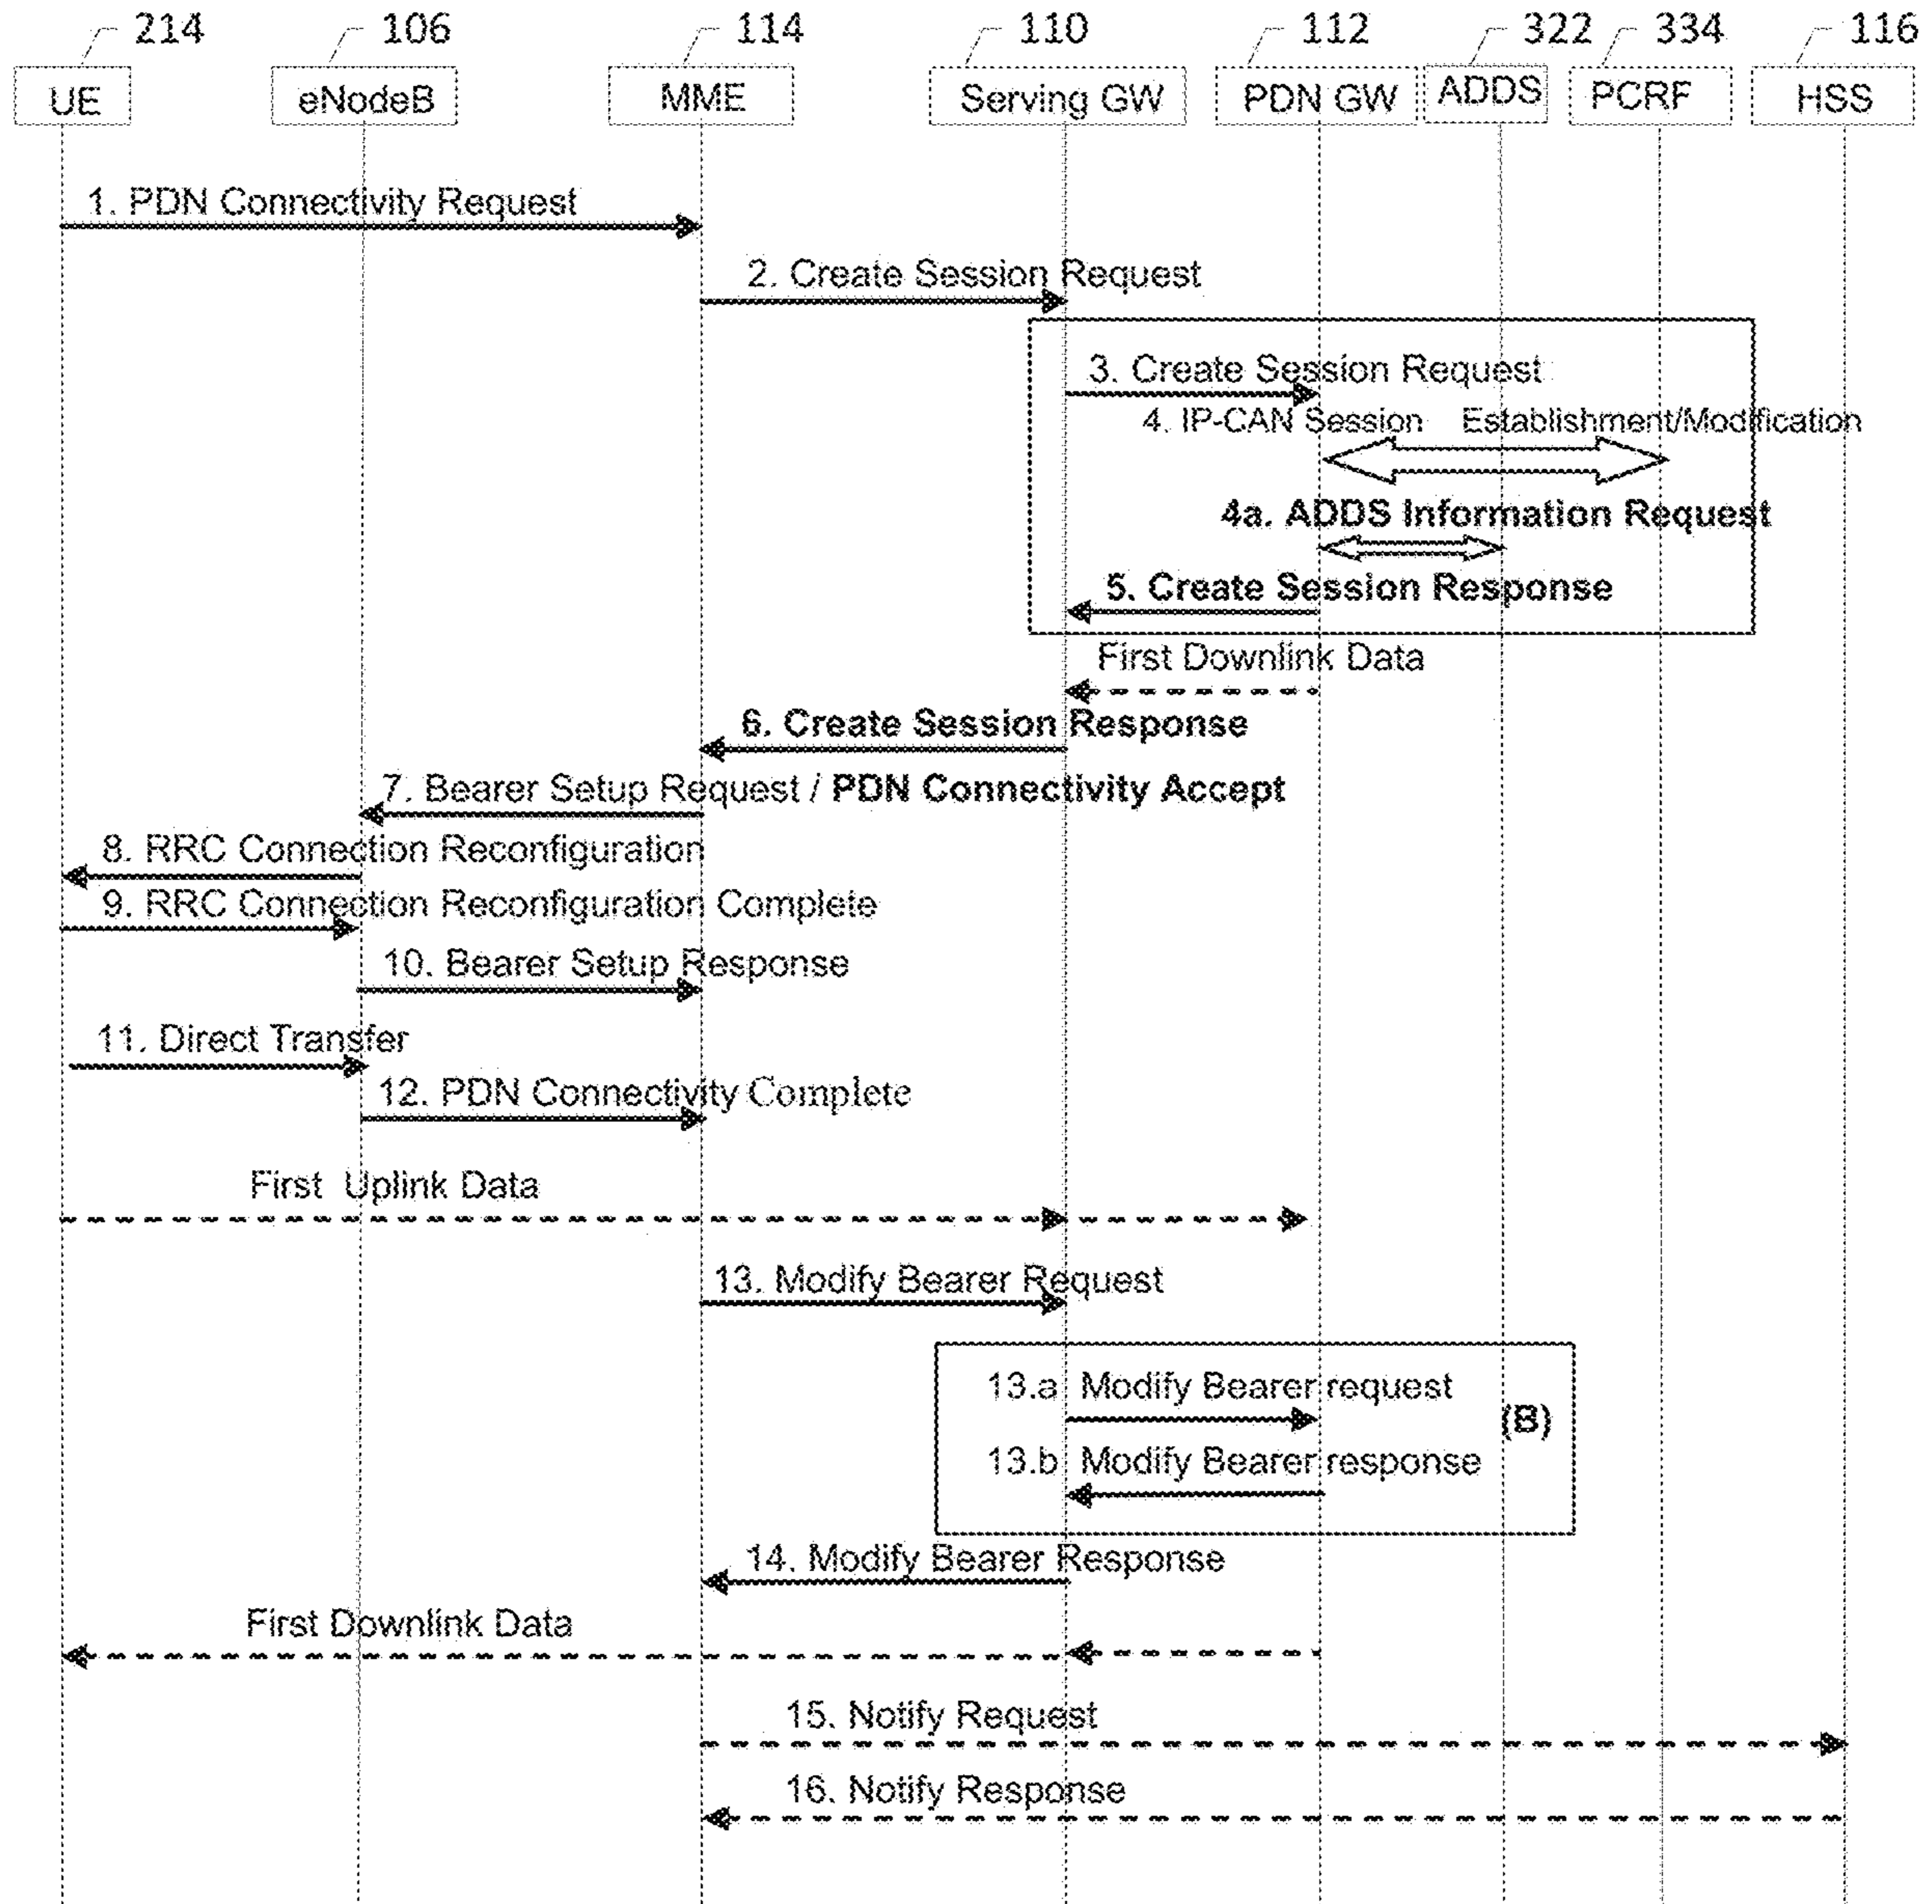 214 106 114 110 112 322 334 116
UE eNodeB MME Serving GW PDN GW ADDS PCRF HSS
1. PDN Connectivity Request
2. Create Session Request
3. Create Session Request
4. IP-CAN Session Establishment/Modification
4a. ADDS Information Request
5. Create Session Response
First Downlink Data
6. Create Session Response
7. Bearer Setup Request / PDN Connectivity Accept
8. RRC Connection Reconfiguration
9. RRC Connection Reconfiguration Complete
10. Bearer Setup Response
11. Direct Transfer
12. PDN Connectivity Complete
First Uplink Data
13. Modify Bearer Request
13.a Modify Bearer request
(B)
13.b Modify Bearer response
14. Modify Bearer Response
First Downlink Data
15. Notify Request
16. Notify Response